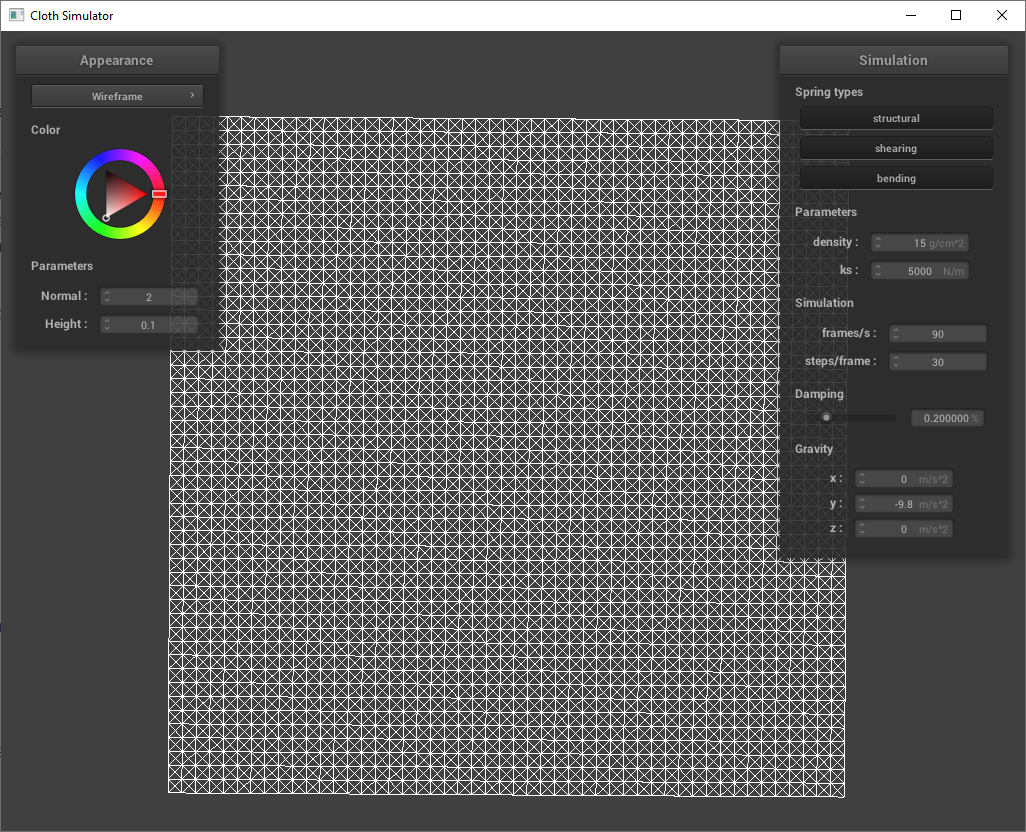 Cloth Simulator
Appearance
Wireframe
Color
Parameters
Normal : 2
Height : 0.1
Simulation
Spring types
structural
shearing
bending
Parameters
density : 15 g/cm^2
ks : 5000 N/m
Simulation
frames/s : 90
steps/frame : 30
Damping
0.200000 %
Gravity
x : 0 m/s^2
y : -9.8 m/s^2
z : 0 m/s^2